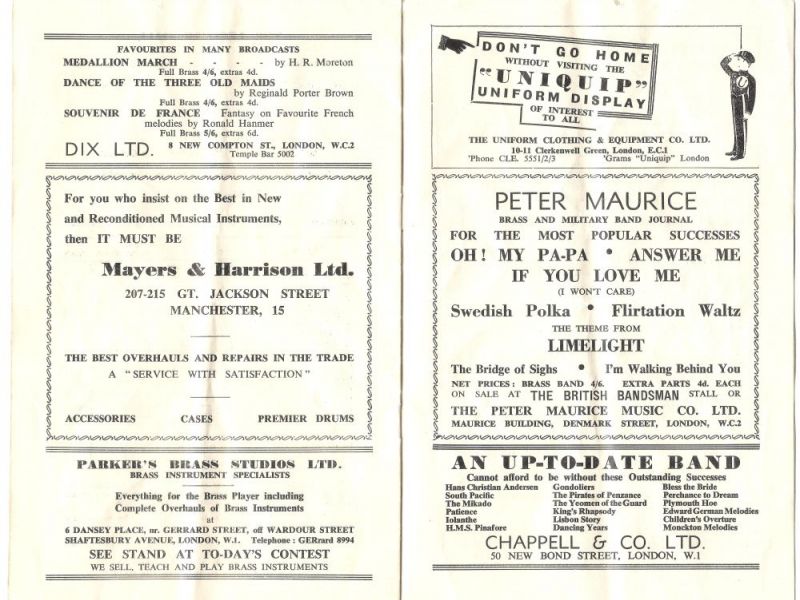 FAVOURITES IN MANY BROADCASTS
MEDALLION MARCH - - - - by H. R. Moreton
Full Brass 4/6, extras 4d.
DANCE OF THE THREE OLD MAIDS
by Reginald Porter Brown
Full Brass 4/6, extras 4d.
SOUVENIR DE FRANCE Fantasy on Favourite French
melodies by Ronald Hanmer
Full Brass 5/6, extras 6d.
DIX LTD. 8 NEW COMPTON ST., LONDON, W.C.2
Temple Bar 5002
For you who insist on the Best in New
and Reconditioned Musical Instruments,
then IT MUST BE
Mayers & Harrison Ltd.
207-215 GT. JACKSON STREET
MANCHESTER, 15
THE BEST OVERHAULS AND REPAIRS IN THE TRADE
A "SERVICE WITH SATISFACTION"
ACCESSORIES CASES PREMIER DRUMS
PARKER'S BRASS STUDIOS LTD.
BRASS INSTRUMENT SPECIALISTS
Everything for the Brass Player including
Complete Overhauls of Brass Instruments
at
6 DANSEY PLACE, nr. GERRARD STREET, off WARDOUR STREET
SHAFTESBURY AVENUE, LONDON, W.1. Telephone : GERrard 8994
SEE STAND AT TO-DAY'S CONTEST
WE SELL, TEACH AND PLAY BRASS INSTRUMENTS
DON'T GO HOME
WITHOUT VISITING THE
"UNIQUIP"
UNIFORM DISPLAY
OF INTEREST
TO ALL
THE UNIFORM CLOTHING & EQUIPMENT CO. LTD.
10-11 Clerkenwell Green, London, E.C.1
'Phone CLE. 5551/2/3 'Grams "Uniquip" London
PETER MAURICE
BRASS AND MILITARY BAND JOURNAL
FOR THE MOST POPULAR SUCCESSES
OH! MY PA-PA • ANSWER ME
IF YOU LOVE ME
(I WON'T CARE)
Swedish Polka • Flirtation Waltz
THE THEME FROM
LIMELIGHT
The Bridge of Sighs • I'm Walking Behind You
NET PRICES : BRASS BAND 4/6. EXTRA PARTS 4d. EACH
ON SALE AT THE BRITISH BANDSMAN STALL OR
THE PETER MAURICE MUSIC CO. LTD.
MAURICE BUILDING, DENMARK STREET, LONDON, W.C.2
AN UP-TO-DATE BAND
Cannot afford to be without these Outstanding Successes
Hans Christian Andersen Gondoliers Bless the Bride
South Pacific The Pirates of Penzance Perchance to Dream
The Mikado The Yeomen of the Guard Plymouth Hoe
Patience King's Rhapsody Edward German Melodies
Iolanthe Lisbon Story Children's Overture
H.M.S. Pinafore Dancing Years Monckton Melodies
CHAPPELL & CO. LTD.
50 NEW BOND STREET, LONDON, W.1